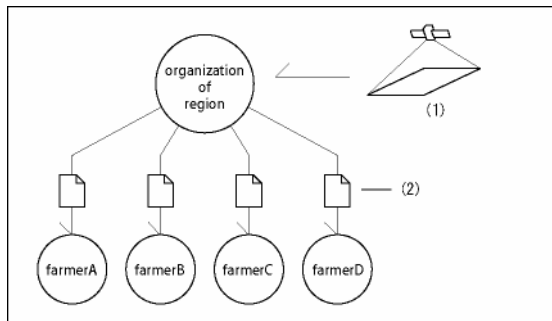 organization
of
region
(1)
(2)
farmerA
farmerB
farmerC
farmerD